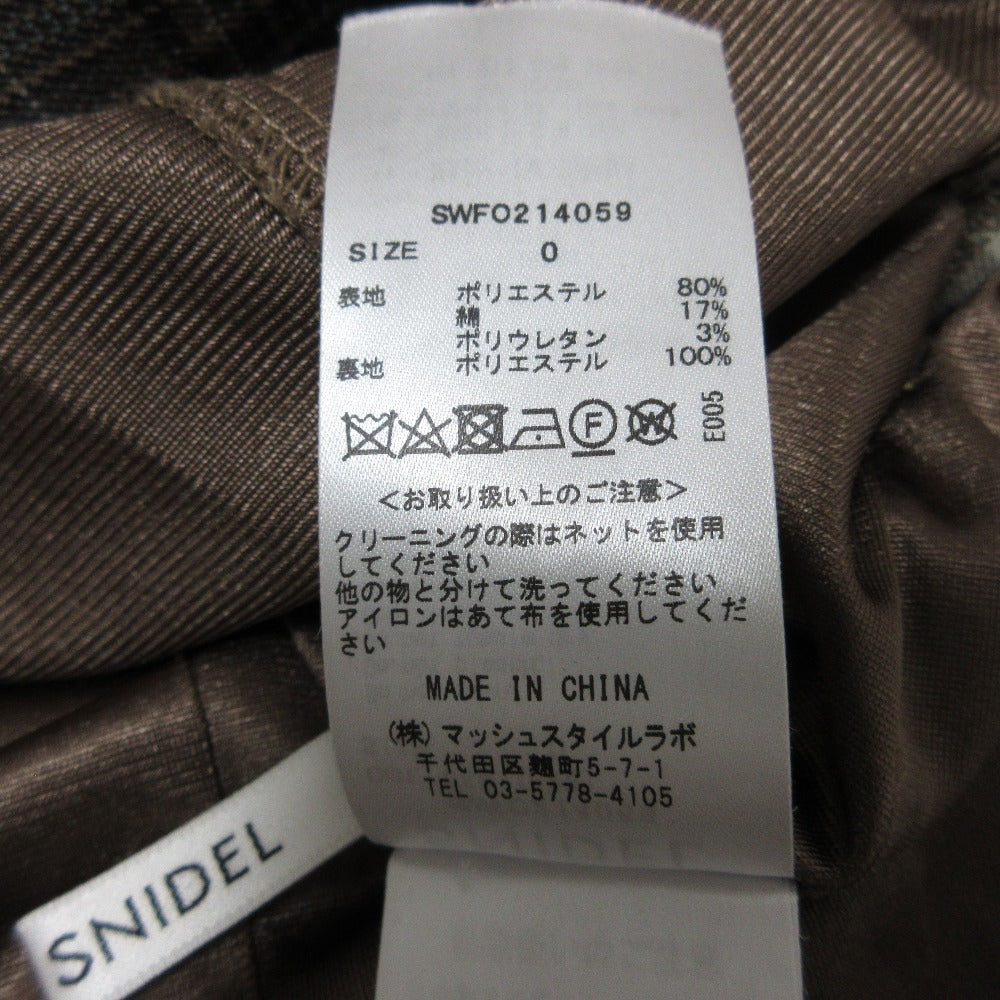 SWFO214059
SIZE 0
表地 ポリエステル 80%
綿 17%
ポリウレタン 3%
裏地 ポリエステル 100%
F W E005
＜お取り扱い上のご注意＞
クリーニングの際はネットを使用
してください
他の物と分けて洗ってください
アイロンはあて布を使用してくだ
さい
MADE IN CHINA
(株)マッシュスタイルラボ
千代田区麹町5-7-1
TEL 03-5778-4105
SNIDEL